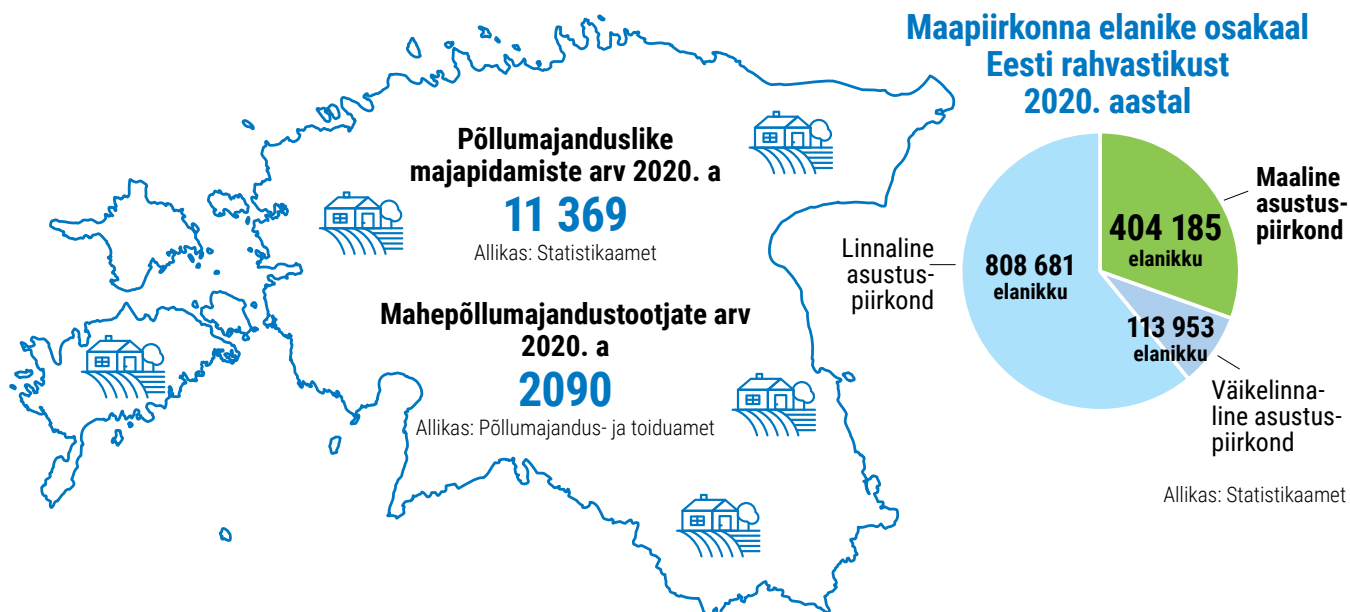 Põllumajanduslike
majapidamiste arv 2020. a
11 369
Allikas: Statistikaamet
Mahepõllumajandustootjate arv
2020. a
2090
Allikas: Põllumajandus- ja toiduamet
Maapiirkonna elanike osakaal
Eesti rahvastikust
2020. aastal
Maaline
asustus-
piirkond
404 185
elanikku
Linnaline
asustus-
piirkond
808 681
elanikku
113 953
elanikku
Väikelinna-
line asustus-
piirkond
Allikas: Statistikaamet